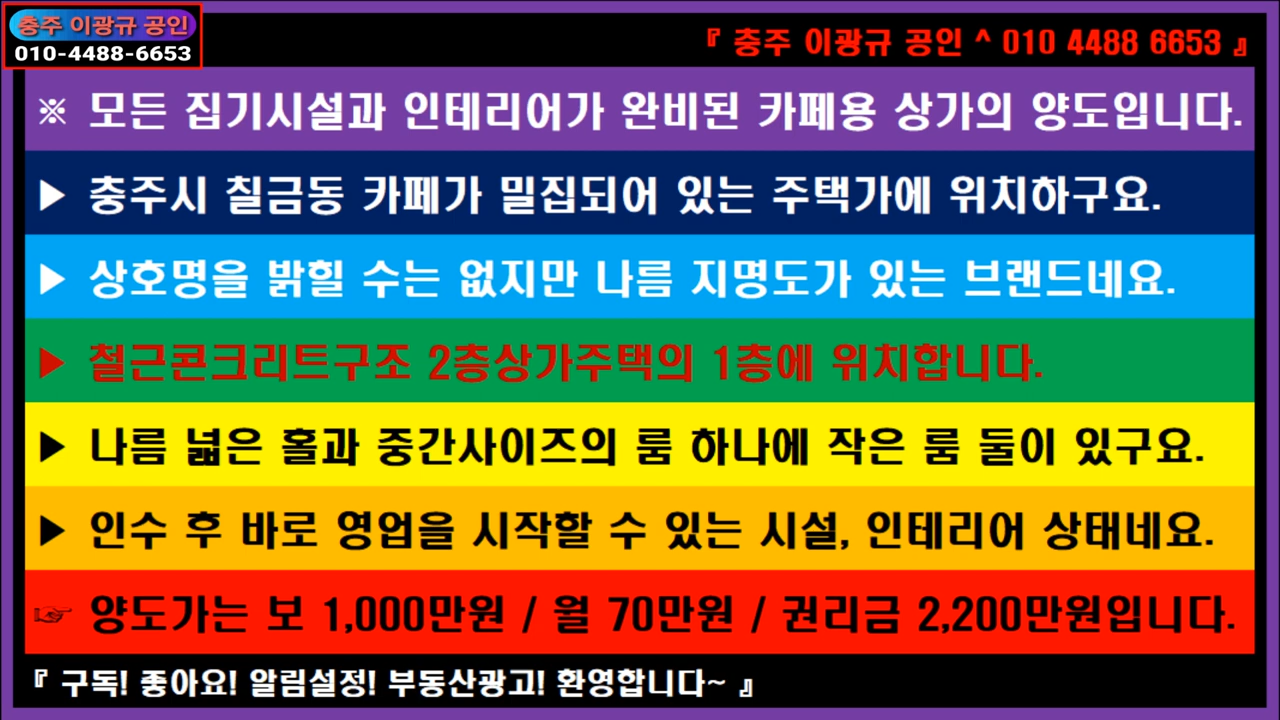 충주 이광규 공인
010-4488-6653
『 충주 이광규 공인 ^ 010 4488 6653 』
※ 모든 집기시설과 인테리어가 완비된 카페용 상가의 양도입니다.
▶ 충주시 칠금동 카페가 밀집되어 있는 주택가에 위치하구요.
▶ 상호명을 밝힐 수는 없지만 나름 지명도가 있는 브랜드네요.
▶ 철근콘크리트구조 2층상가주택의 1층에 위치합니다.
▶ 나름 넓은 홀과 중간사이즈의 룸 하나에 작은 룸 둘이 있구요.
▶ 인수 후 바로 영업을 시작할 수 있는 시설, 인테리어 상태네요.
☞ 양도가는 보 1,000만원 / 월 70만원 / 권리금 2,200만원입니다.
『 구독! 좋아요! 알림설정! 부동산광고! 환영합니다~ 』